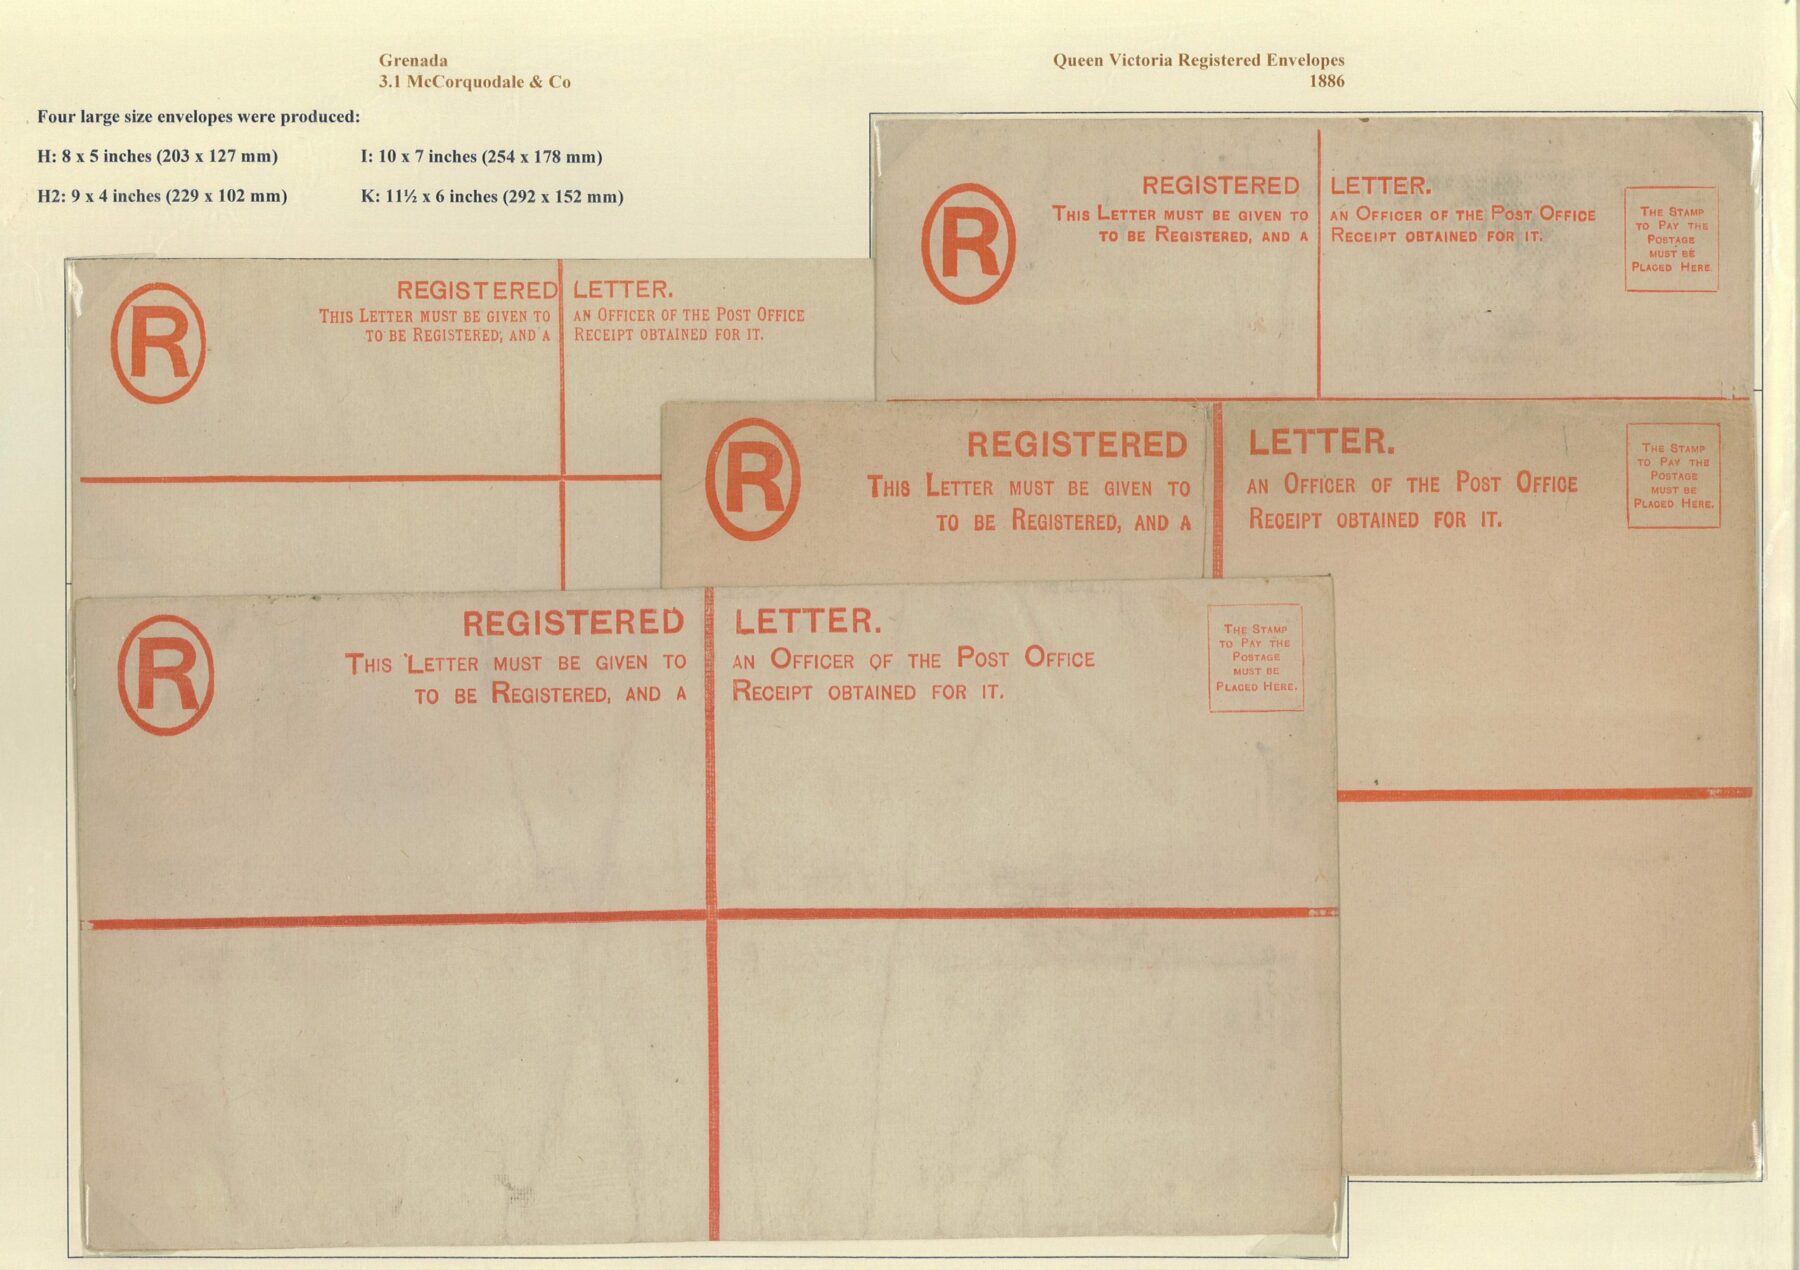 Grenada
3.1 McCorquodale & Co
Queen Victoria Registered Envelopes
1886
Four large size envelopes were produced:
H: 8 x 5 inches (203 x 127 mm)
I: 10 x 7 inches (254 x 178 mm)
H2: 9 x 4 inches (229 x 102 mm)
K: 11½ x 6 inches (292 x 152 mm)
R
REGISTERED LETTER.
THIS LETTER MUST BE GIVEN TO AN OFFICER OF THE POST OFFICE
TO BE REGISTERED, AND A RECEIPT OBTAINED FOR IT.
THE STAMP
TO PAY THE
POSTAGE
MUST BE
PLACED HERE.
R
REGISTERED LETTER.
THIS LETTER MUST BE GIVEN TO AN OFFICER OF THE POST OFFICE
TO BE REGISTERED, AND A RECEIPT OBTAINED FOR IT.
R
REGISTERED LETTER.
THIS LETTER MUST BE GIVEN TO AN OFFICER OF THE POST OFFICE
TO BE REGISTERED, AND A RECEIPT OBTAINED FOR IT.
THE STAMP
TO PAY THE
POSTAGE
MUST BE
PLACED HERE.
R
REGISTERED LETTER.
THIS LETTER MUST BE GIVEN TO AN OFFICER OF THE POST OFFICE
TO BE REGISTERED, AND A RECEIPT OBTAINED FOR IT.
THE STAMP
TO PAY THE
POSTAGE
MUST BE
PLACED HERE.